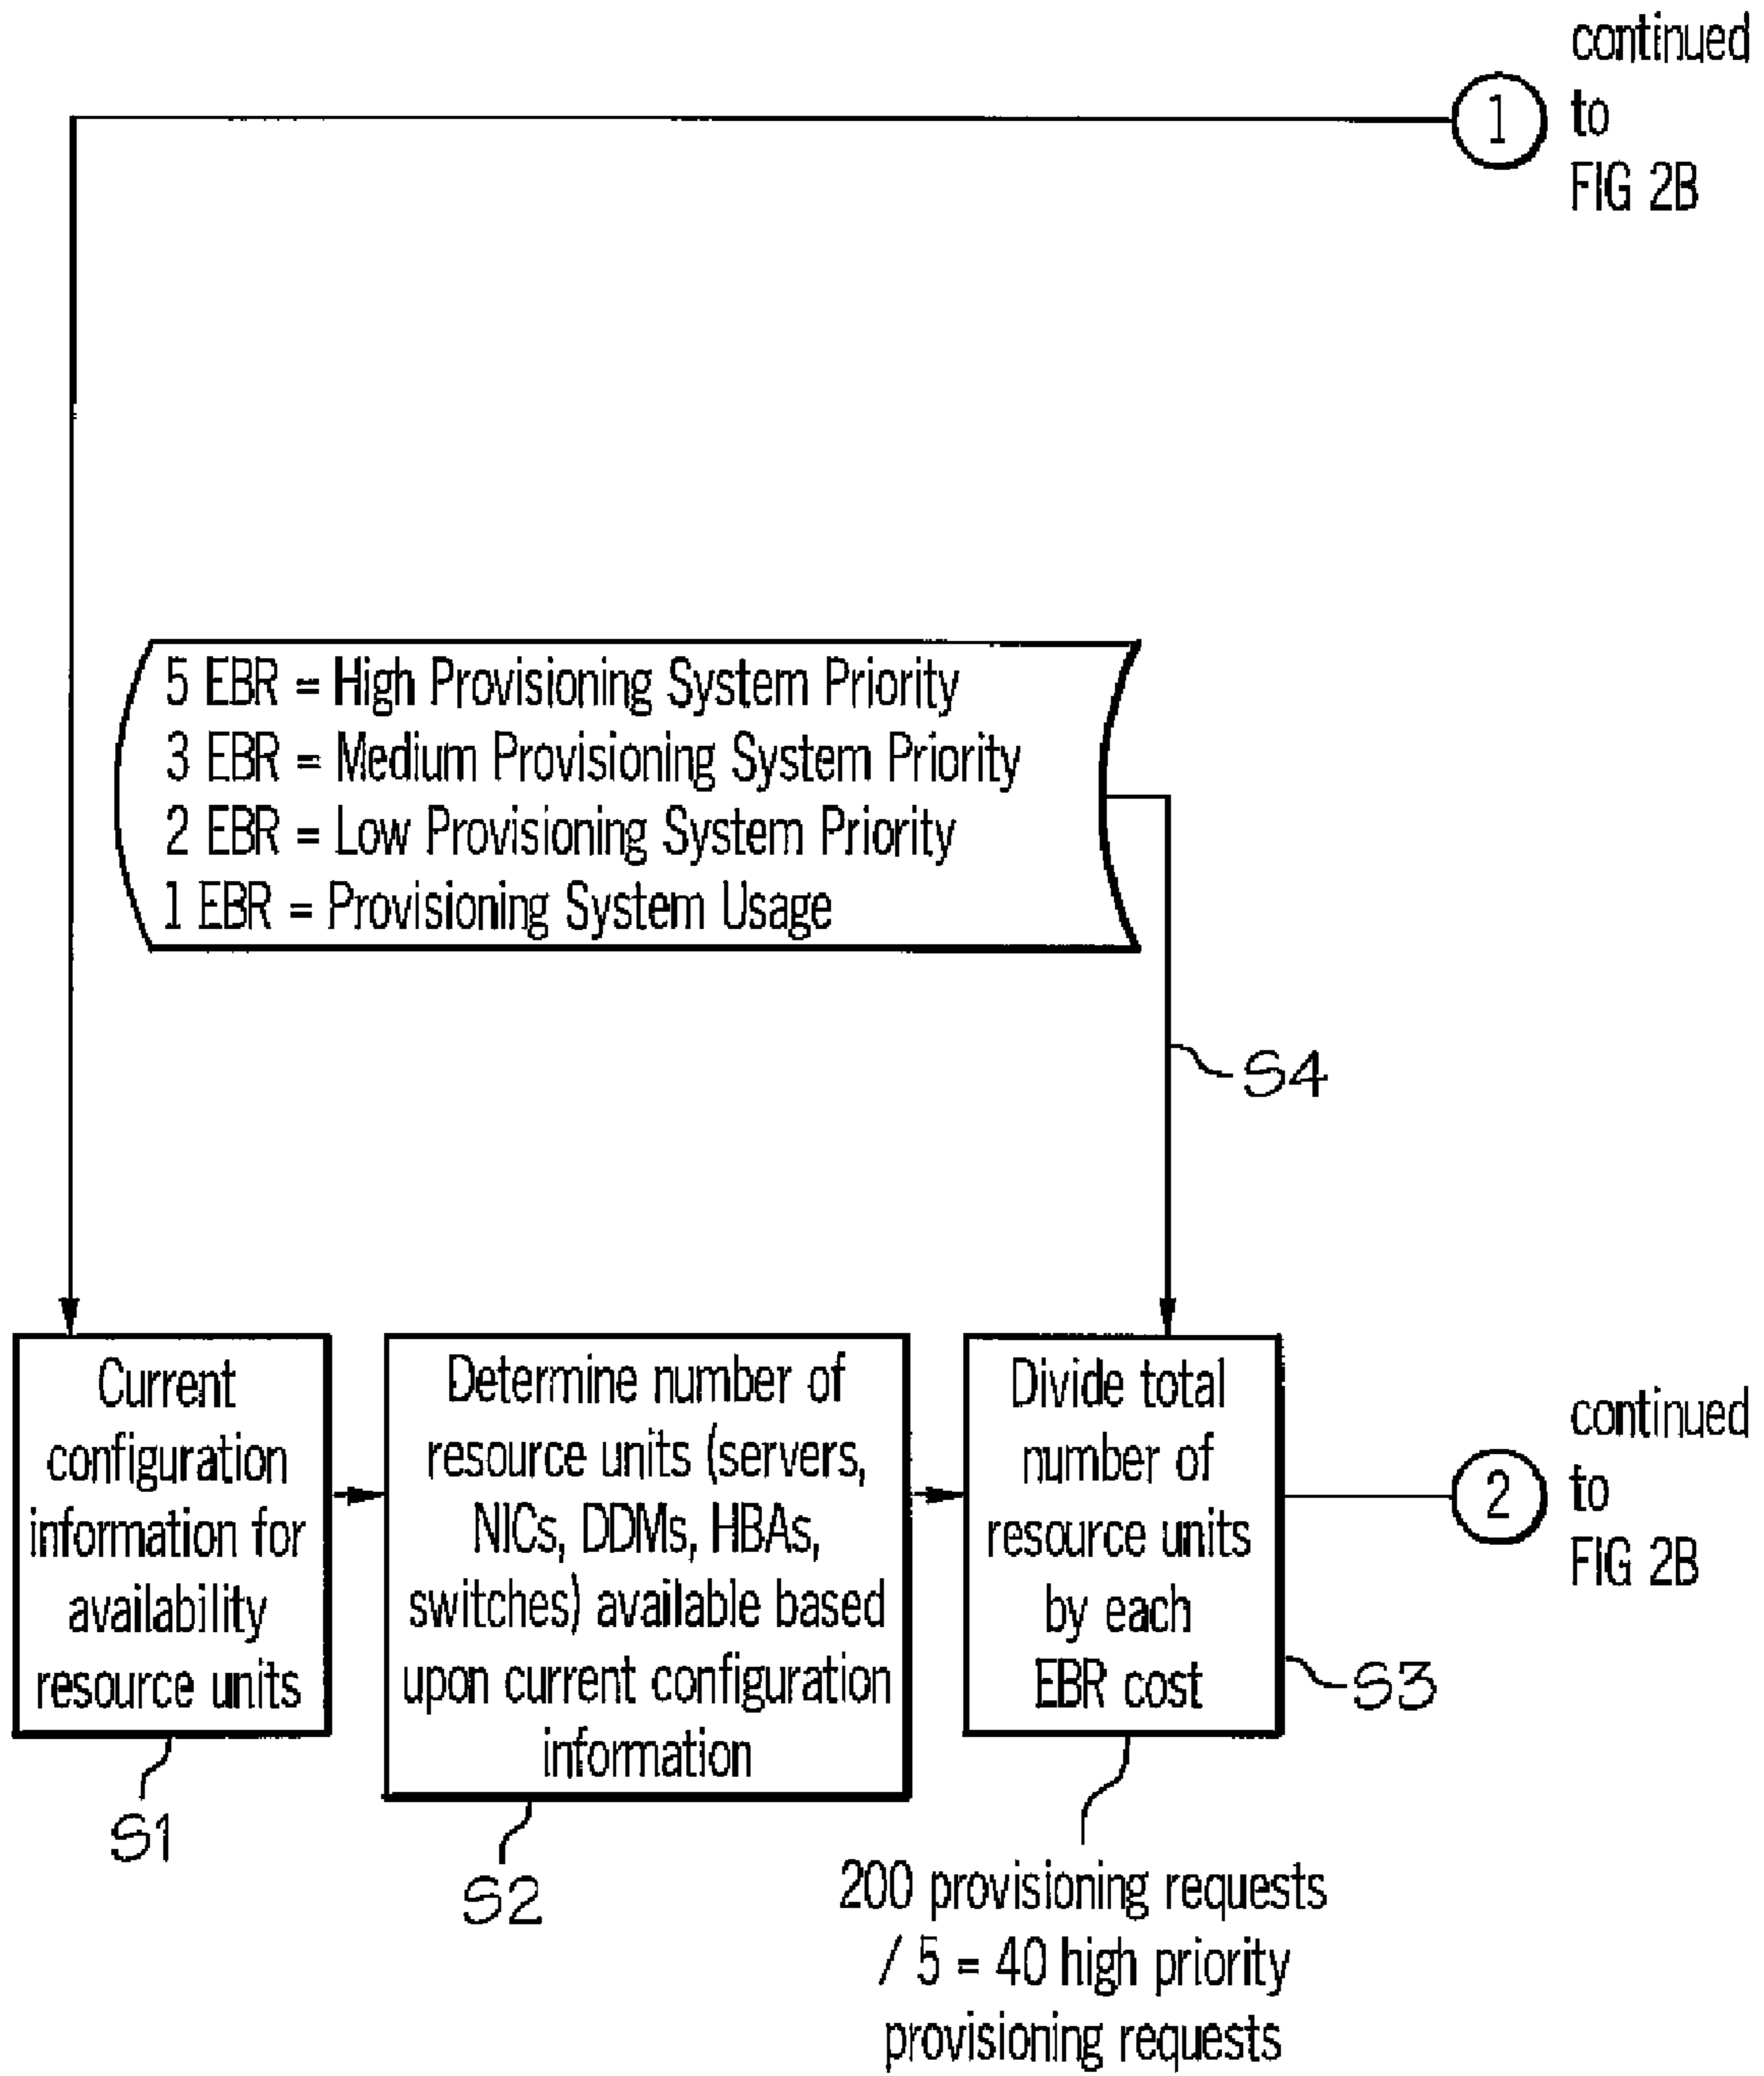 continued
to
FIG 2B
1
5 EBR = High Provisioning System Priority
3 EBR = Medium Provisioning System Priority
2 EBR = Low Provisioning System Priority
1 EBR = Provisioning System Usage
S4
Current
configuration
information for
availability
resource units
S1
Determine number of
resource units (servers,
NICs, DDMs, HBAs,
switches) available based
upon current configuration
information
S2
Divide total
number of
resource units
by each
EBR cost
S3
continued
to
FIG 2B
2
200 provisioning requests
/ 5 = 40 high priority
provisioning requests